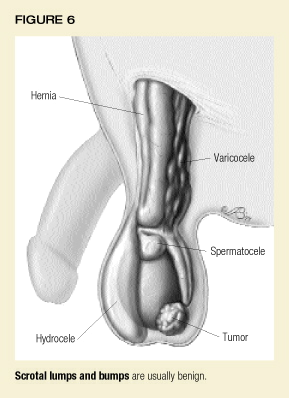 FIGURE 6
Hernia
Varicocele
Spermatocele
Hydrocele
Tumor
Scrotal lumps and bumps are usually benign.